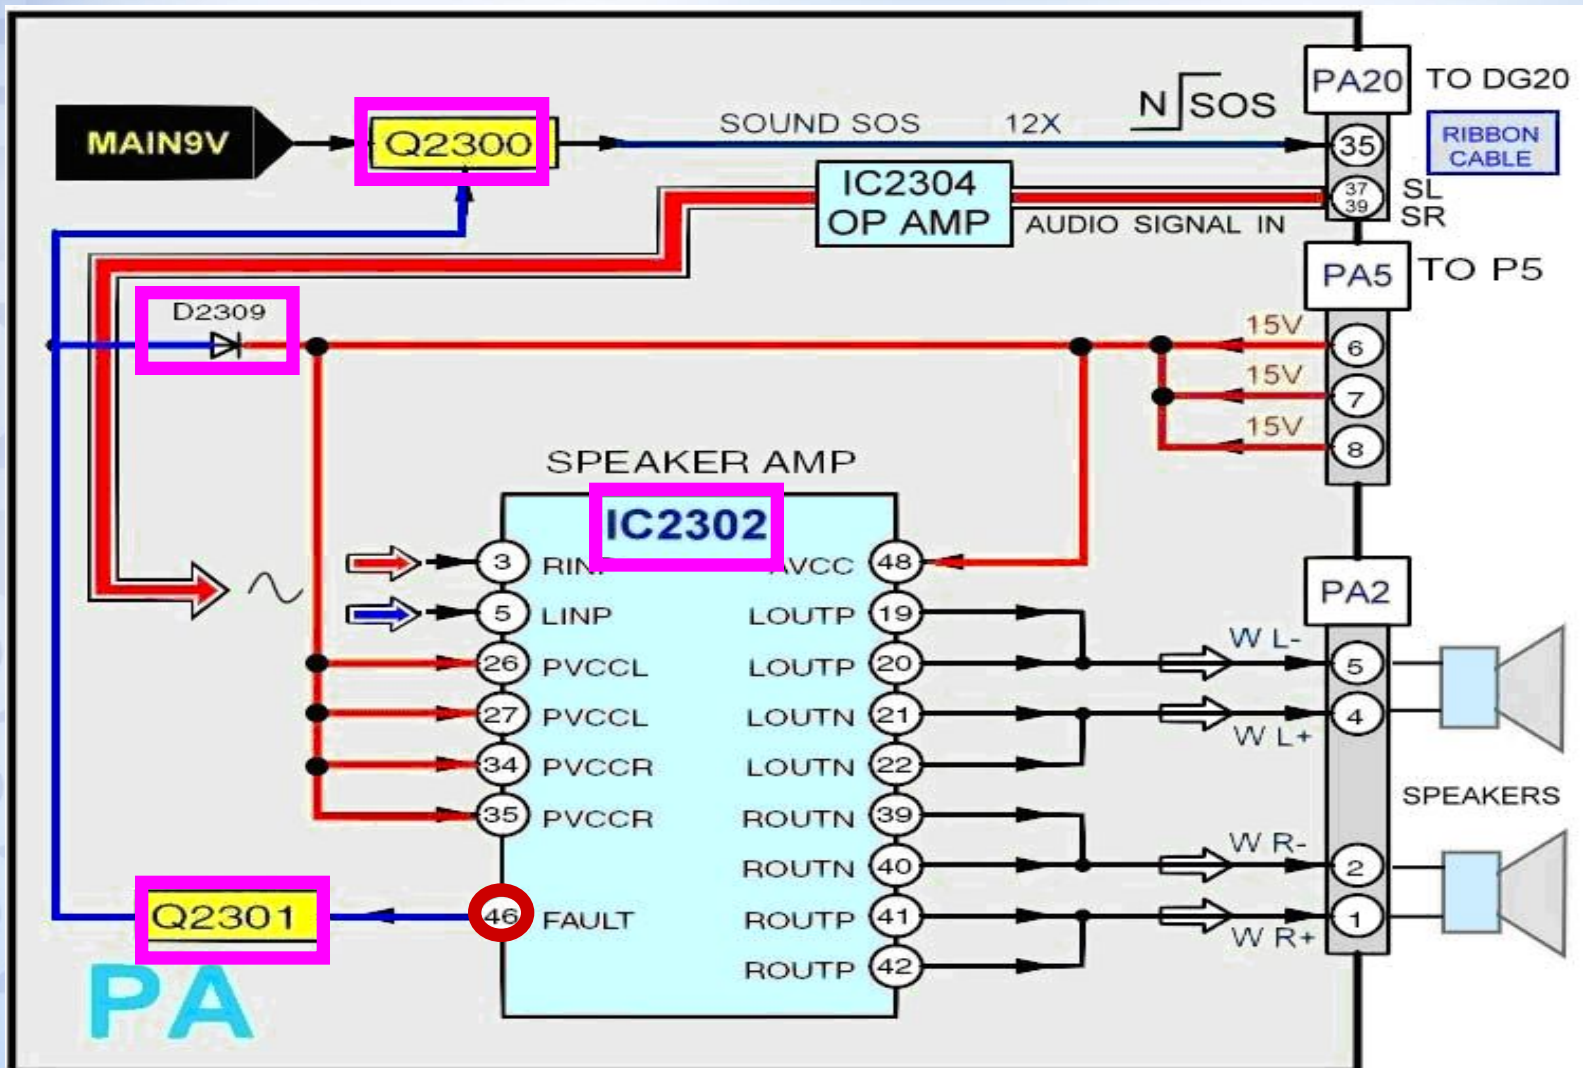 PA20 TO DG20
MAIN9V
Q2300
SOUND SOS 12X
N SOS
35
RIBBON
CABLE
IC2304
OP AMP
AUDIO SIGNAL IN
37
39
SL
SR
PA5 TO P5
D2309
15V 6
15V 7
15V 8
SPEAKER AMP
IC2302
3 RIN
5 LINP
26 PVCCL
27 PVCCL
34 PVCCR
35 PVCCR
46 FAULT
AVCC 48
LOUTP 19
LOUTP 20
LOUTN 21
LOUTN 22
ROUTN 39
ROUTN 40
ROUTP 41
ROUTP 42
PA2
W L- 5
W L+ 4
SPEAKERS
W R- 2
W R+ 1
Q2301
PA